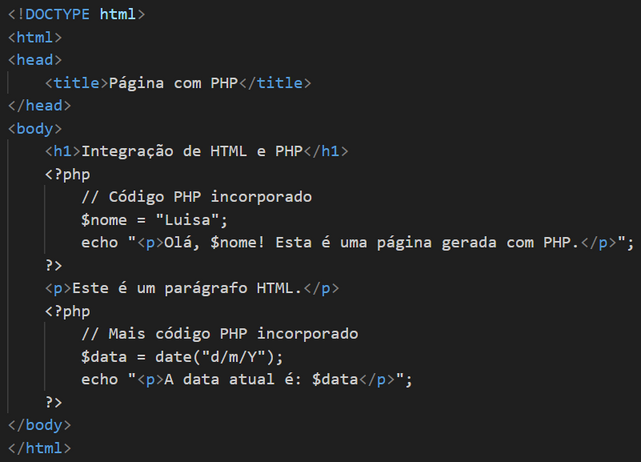 <!DOCTYPE html>
<html>
<head>
    <title>Página com PHP</title>
</head>
<body>
    <h1>Integração de HTML e PHP</h1>
    <?php
        // Código PHP incorporado
        $nome = "Luisa";
        echo "<p>Olá, $nome! Esta é uma página gerada com PHP.</p>";
    ?>
    <p>Este é um parágrafo HTML.</p>
    <?php
        // Mais código PHP incorporado
        $data = date("d/m/Y");
        echo "<p>A data atual é: $data</p>";
    ?>
</body>
</html>